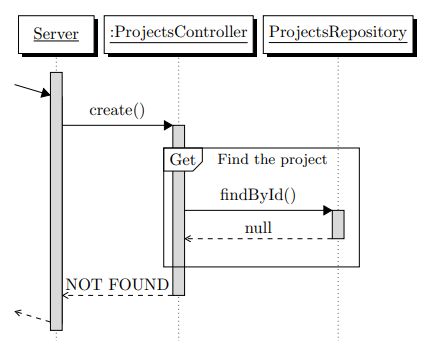 Server
:ProjectsController
ProjectsRepository
create()
Get
Find the project
findById()
null
NOT FOUND